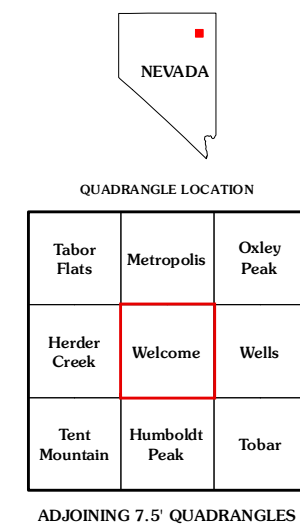 NEVADA
QUADRANGLE LOCATION
Tabor
Flats
Metropolis
Oxley
Peak
Herder
Creek
Welcome
Wells
Tent
Mountain
Humboldt
Peak
Tobar
ADJOINING 7.5' QUADRANGLES